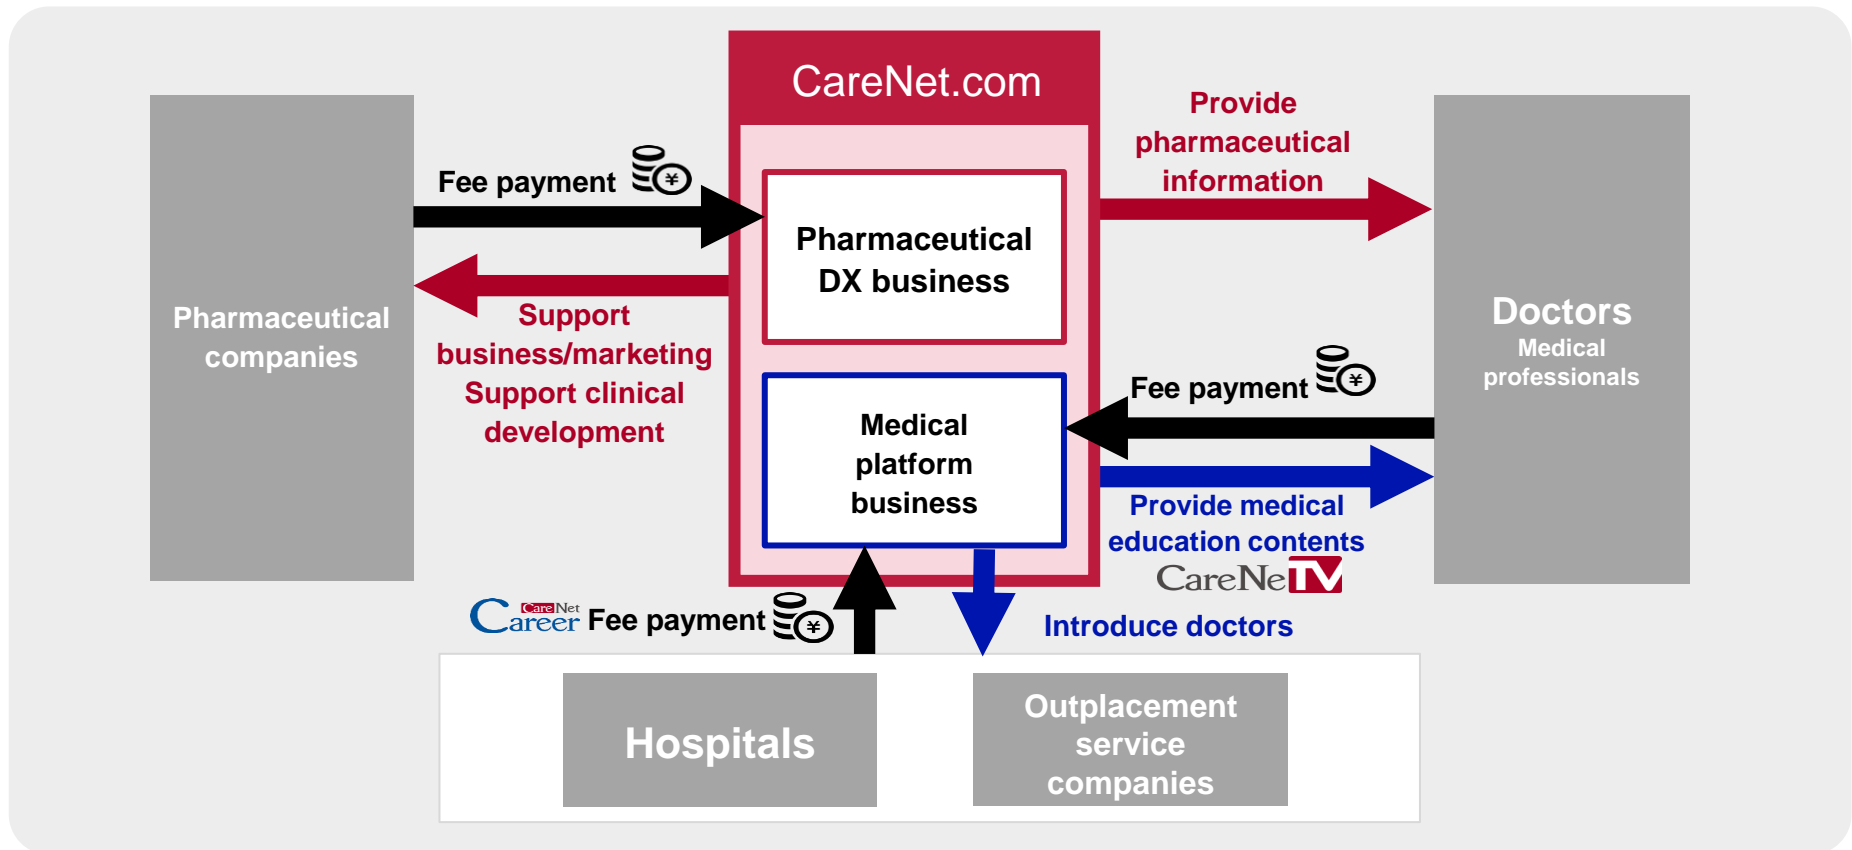 CareNet.com
Pharmaceutical
companies
Fee payment
¥
Support
business/marketing
Support clinical
development
Pharmaceutical
DX business
Medical
platform
business
Provide
pharmaceutical
information
Doctors
Medical
professionals
Fee payment
¥
Provide medical
education contents
CareNeTV
CareNet
Career
Fee payment
¥
Introduce doctors
Hospitals
Outplacement
service
companies